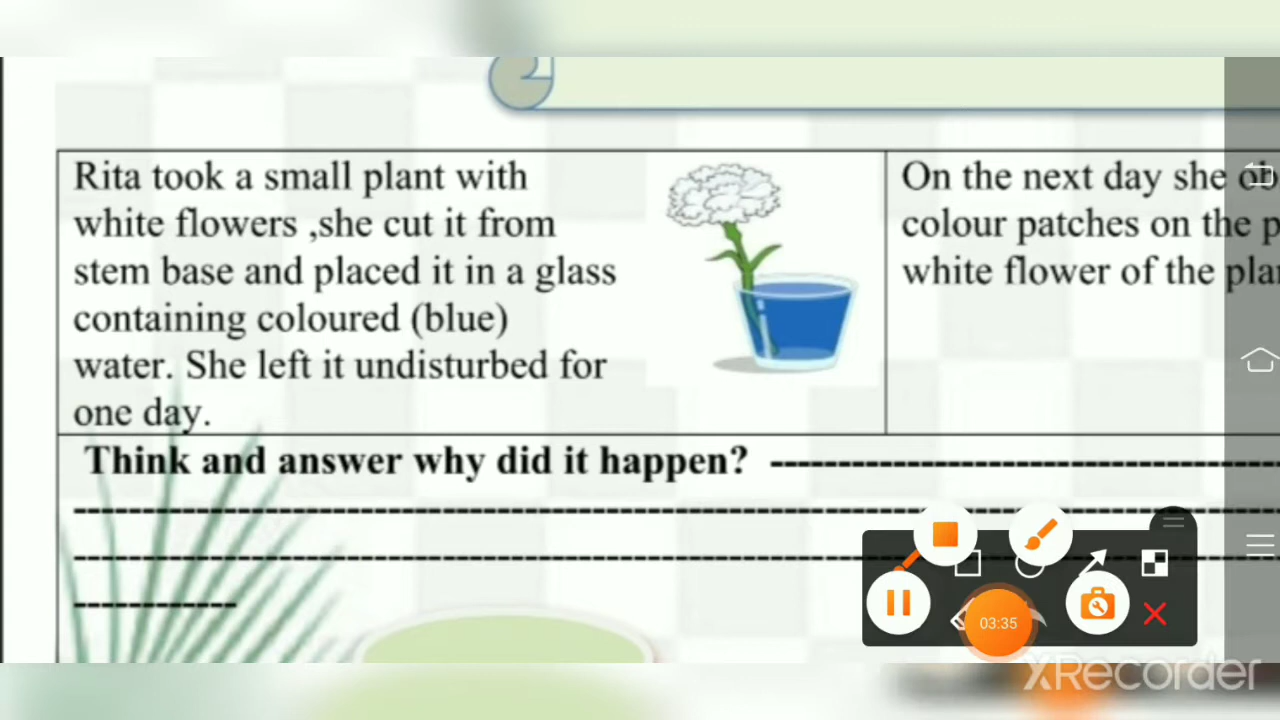 Rita took a small plant with
white flowers ,she cut it from
stem base and placed it in a glass
containing coloured (blue)
water. She left it undisturbed for
one day.
On the next day she
colour patches on the
white flower of the
Think and answer why did it happen?
03:35
XRecorder